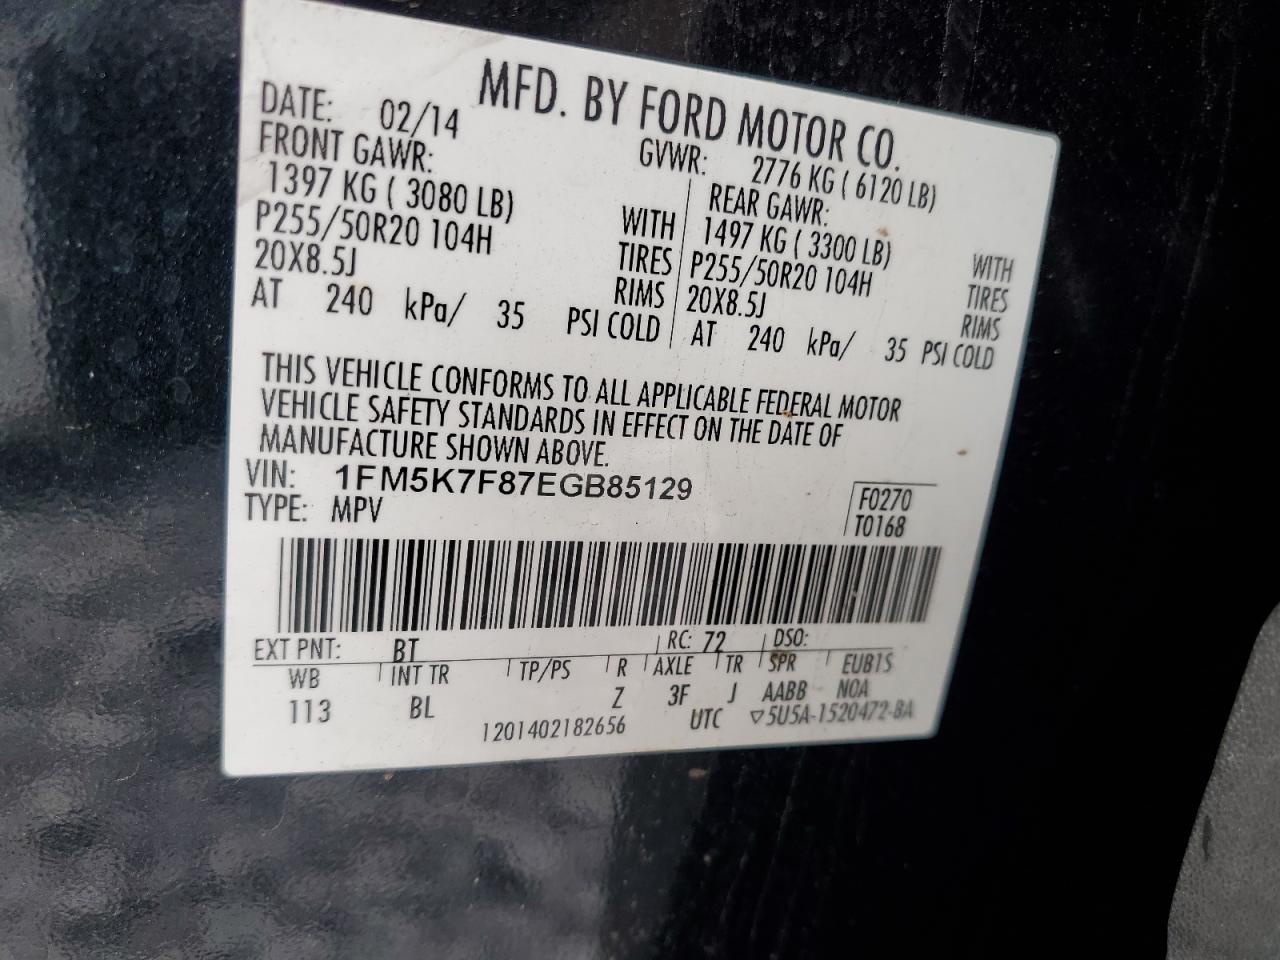 MFD. BY FORD MOTOR CO.
DATE: 02/14 GVWR: 2776 KG ( 6120 LB)
FRONT GAWR: REAR GAWR:
1397 KG ( 3080 LB) WITH 1497 KG ( 3300 LB) WITH
P255/50R20 104H TIRES P255/50R20 104H TIRES
20X8.5J RIMS 20X8.5J RIMS
AT 240 kPa/ 35 PSI COLD AT 240 kPa/ 35 PSI COLD
THIS VEHICLE CONFORMS TO ALL APPLICABLE FEDERAL MOTOR
VEHICLE SAFETY STANDARDS IN EFFECT ON THE DATE OF
MANUFACTURE SHOWN ABOVE.
VIN: 1FM5K7F87EGB85129
TYPE: MPV
F0270
T0168
EXT PNT: BT RC: 72 DSO:
WB INT TR TP/PS R AXLE TR SPR EUB1S
113 BL Z 3F J AABB NOA
1201402182656 UTC ▽5U5A-1520472-BA